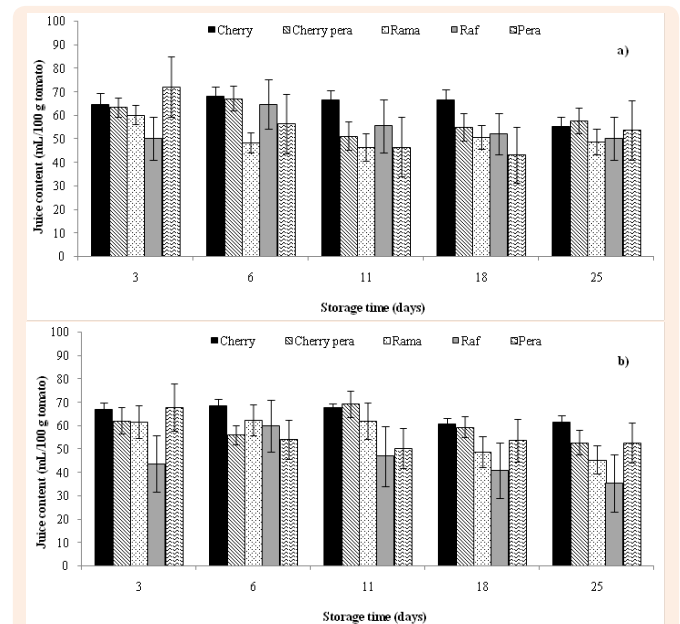 100
90
80
70
60
50
40
30
20
10
0
Juice content (mL/100 g tomato)
Cherry Cherry pera Rama Raf Pera
a)
3 6 11 18 25
Storage time (days)
100
90
80
70
60
50
40
30
20
10
0
Juice content (mL/100 g tomato)
Cherry Cherry pera Rama Raf Pera
b)
3 6 11 18 25
Storage time (days)